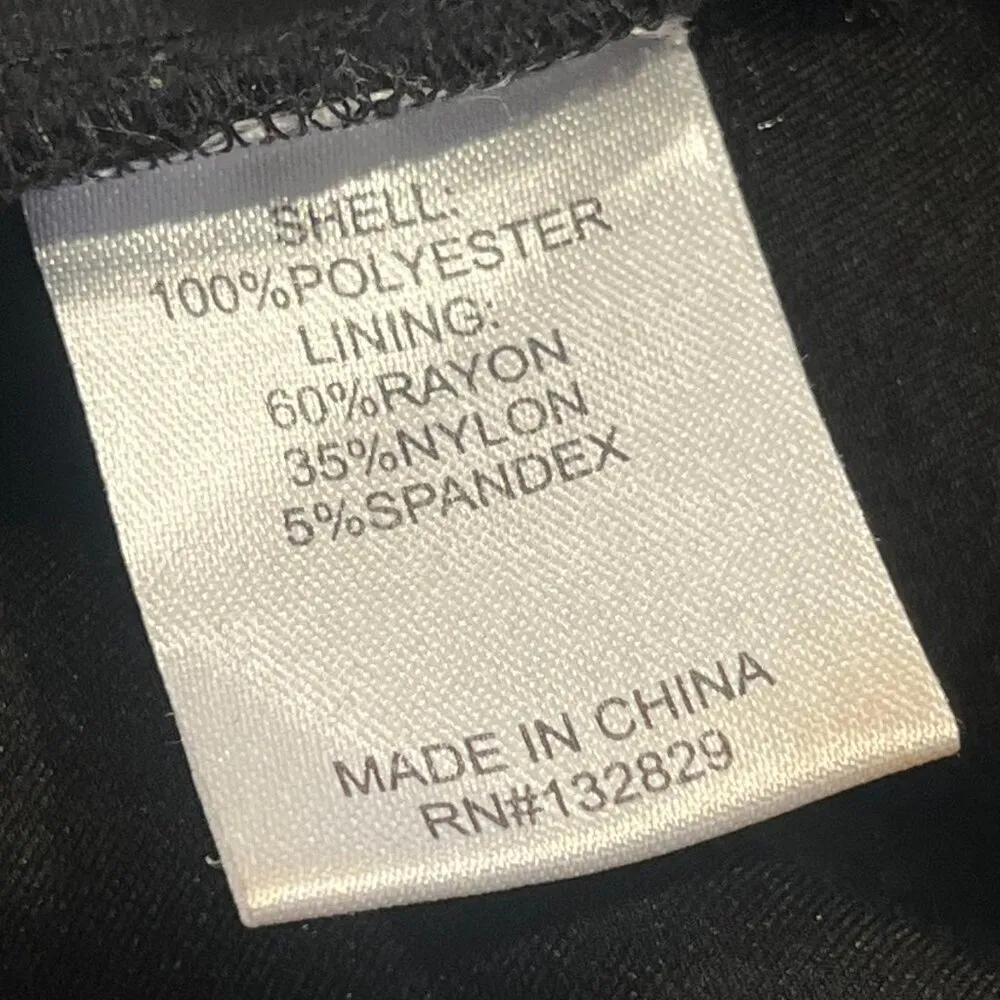 SHELL:
100%POLYESTER
LINING:
60%RAYON
35%NYLON
5%SPANDEX
MADE IN CHINA
RN#132829